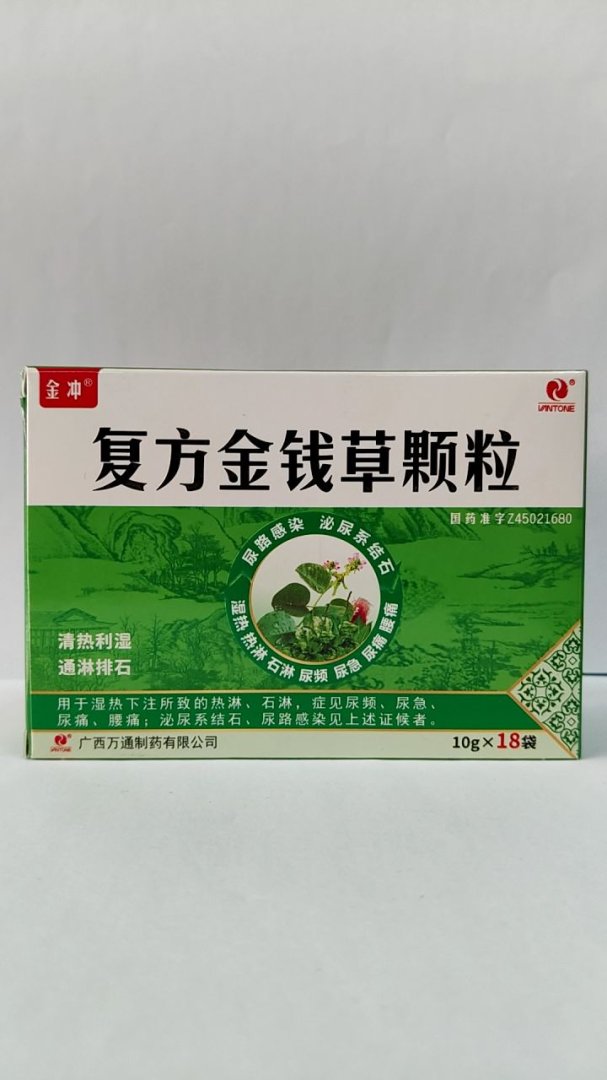 金冲®
VANTONE®
复方金钱草颗粒
国药准字Z45021680
尿路感染 泌尿系结石
湿热 热淋 石淋 尿频 尿急 尿痛 腰痛
清热利湿
通淋排石
用于湿热下注所致的热淋、石淋，症见尿频、尿急、
尿痛、腰痛；泌尿系结石、尿路感染见上述证候者。
VANTONE 广西万通制药有限公司
10g×18袋